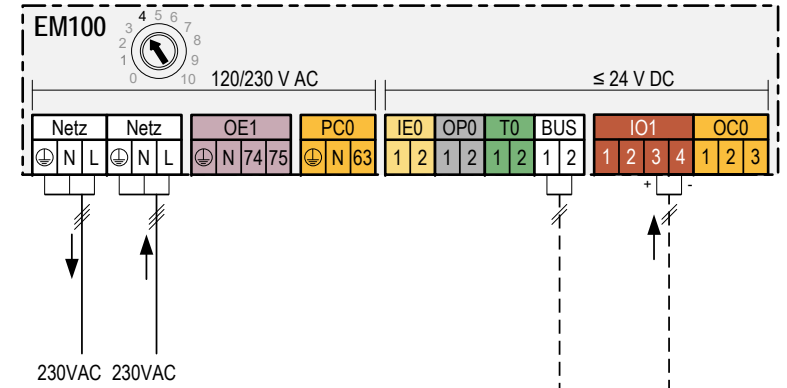 EM100
0 1 2 3 4 5 6 7 8 9 10
120/230 V AC
≤ 24 V DC
Netz Netz OE1 PC0 IE0 OP0 T0 BUS IO1 OC0
N L N L N 74 75 N 63 1 2 1 2 1 2 1 2 1 2 3 4 1 2 3
+ -
230VAC 230VAC